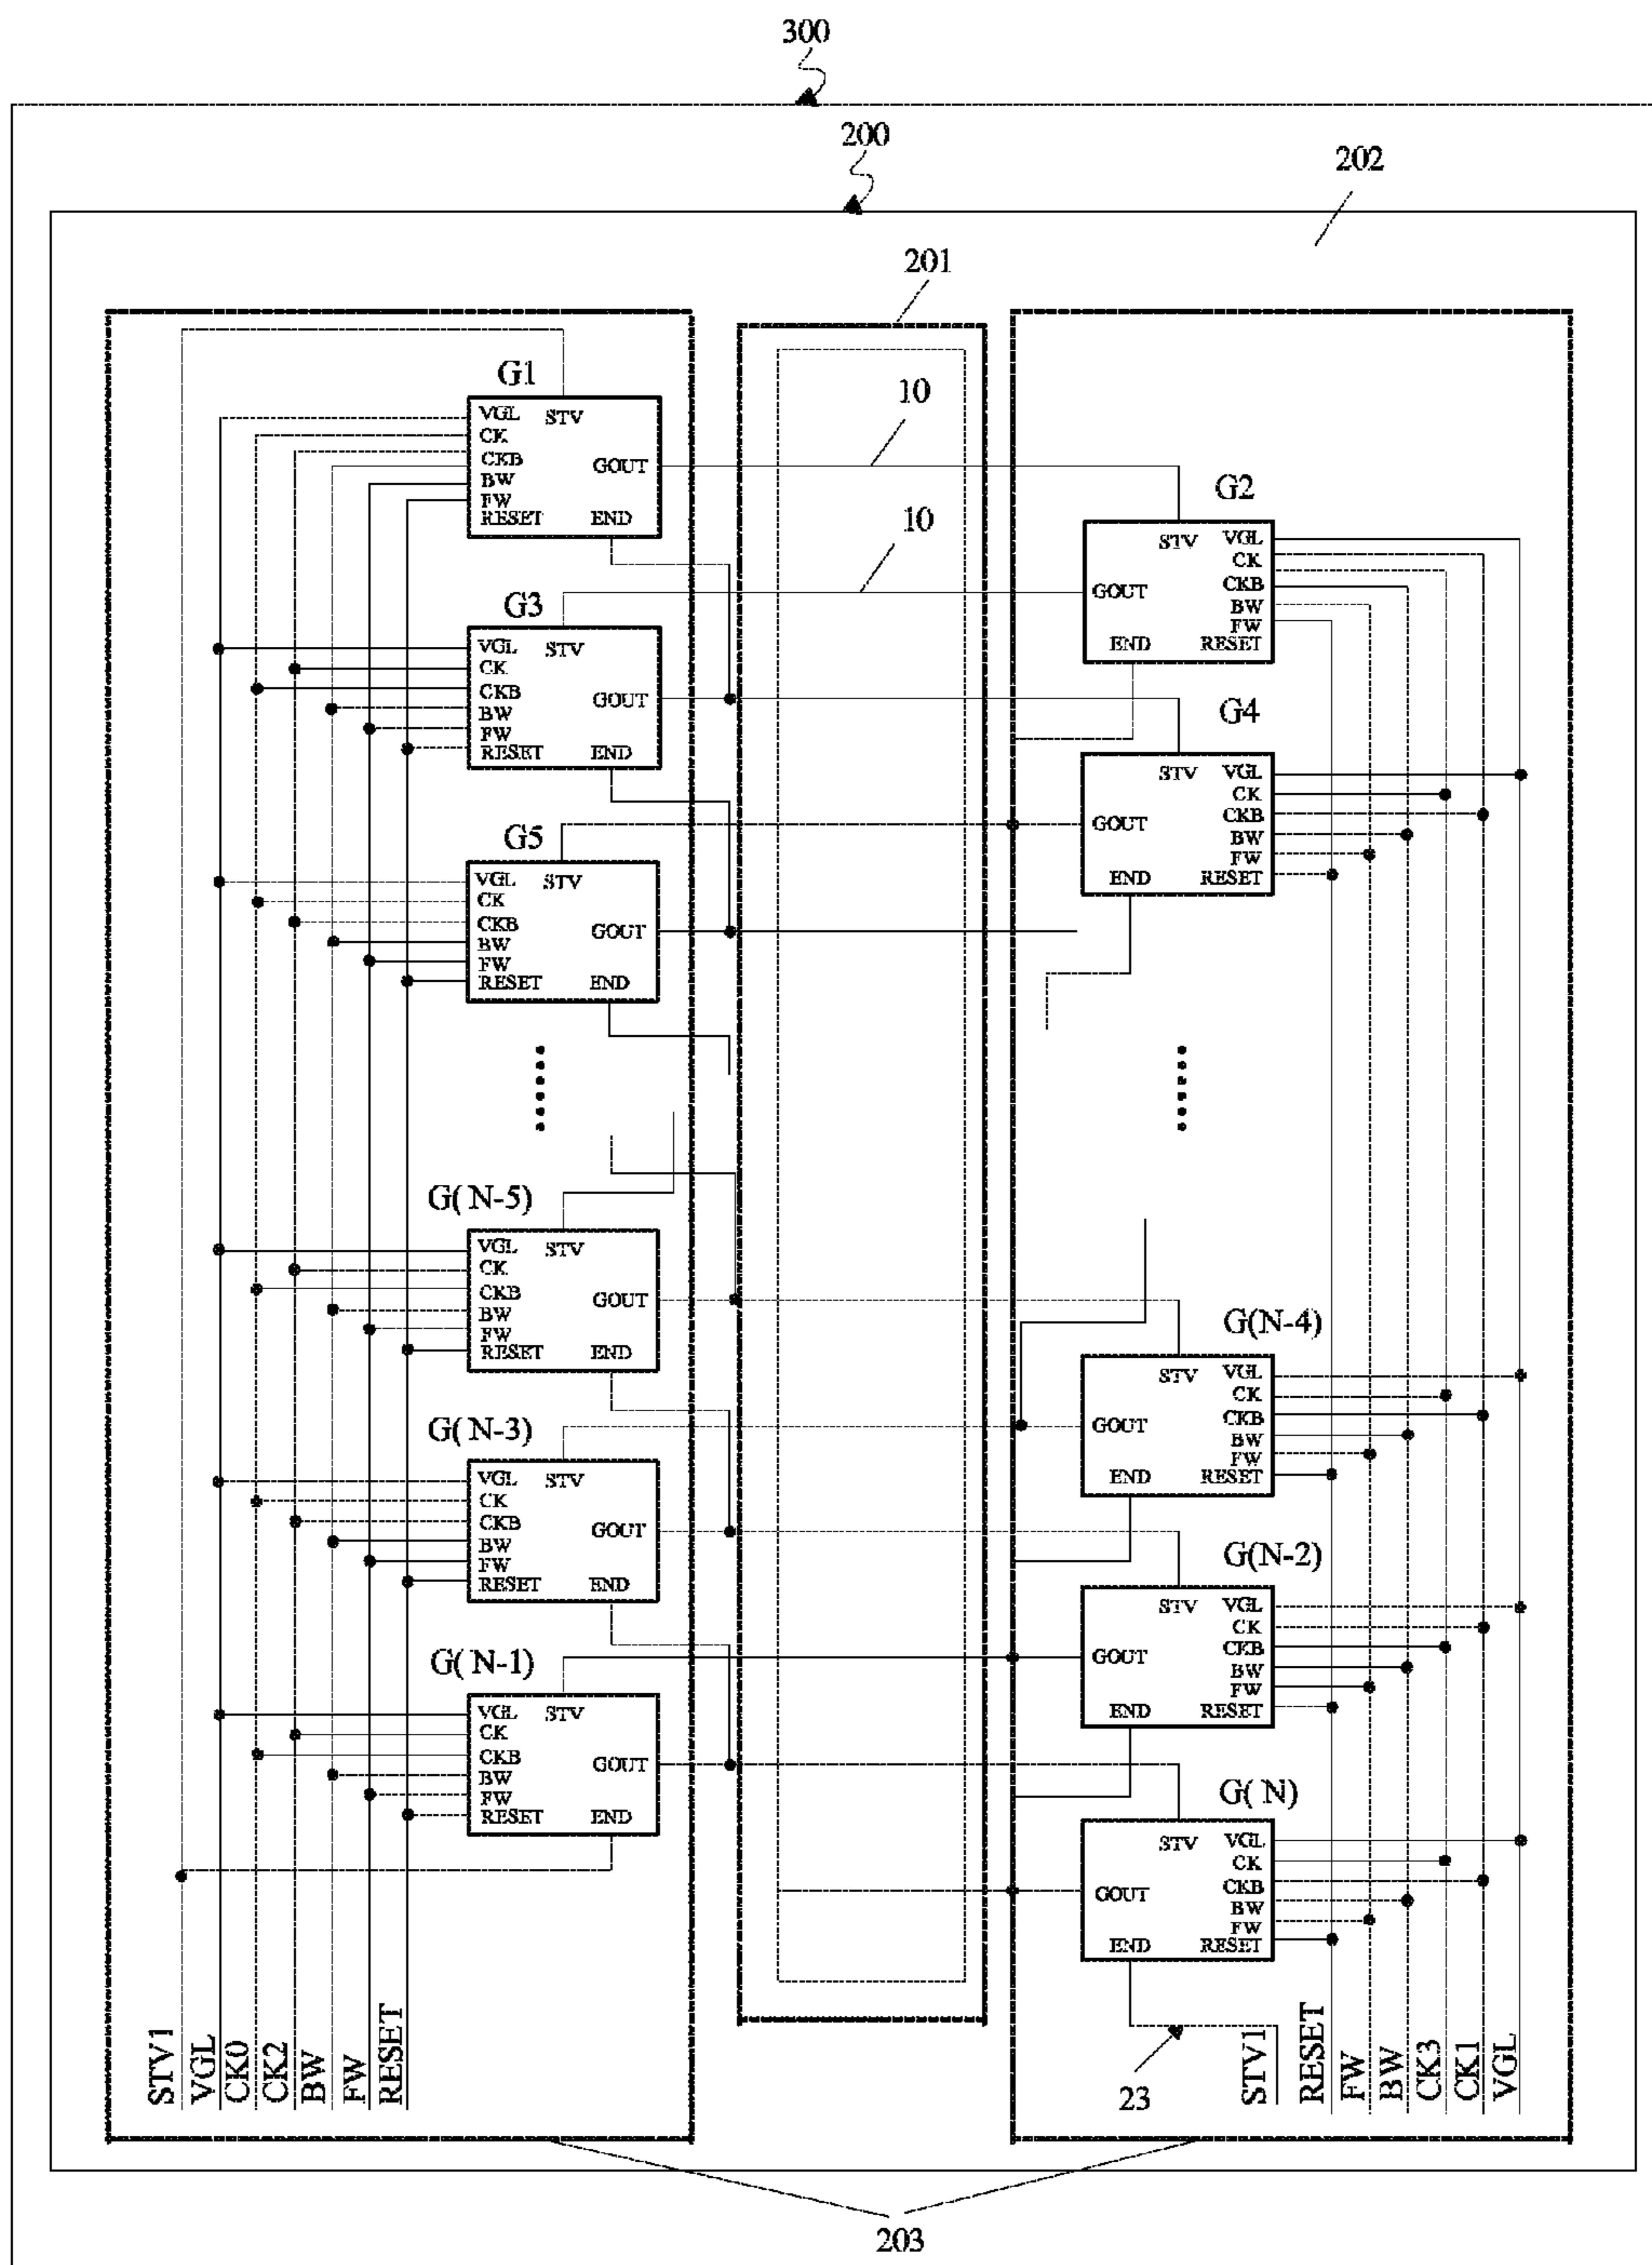 300
200
202
201
G1
VGL STV
CK
CKB
GOUT
BW
FW
RESET END
10
10
G2
STV VGL
CK
CKB
GOUT
BW
FW
END RESET
G3
VGL STV
CK
CKB
GOUT
BW
FW
RESET END
G4
STV VGL
CK
CKB
GOUT
BW
FW
END RESET
G5
VGL STV
CK
CKB
GOUT
BW
FW
RESET END
G( N-5)
VGL STV
CK
CKB
GOUT
BW
FW
RESET END
G(N-4)
STV VGL
CK
CKB
GOUT
BW
FW
END RESET
G( N-3)
VGL STV
CK
CKB
GOUT
BW
FW
RESET END
G(N-2)
STV VGL
CK
CKB
GOUT
BW
FW
END RESET
G( N-1)
VGL STV
CK
CKB
GOUT
BW
FW
RESET END
G( N)
STV VGL
CK
CKB
GOUT
BW
FW
END RESET
STV1
VGL
CK0
CK2
BW
FW
RESET
23
STV1
RESET
FW
BW
CK3
CK1
VGL
203